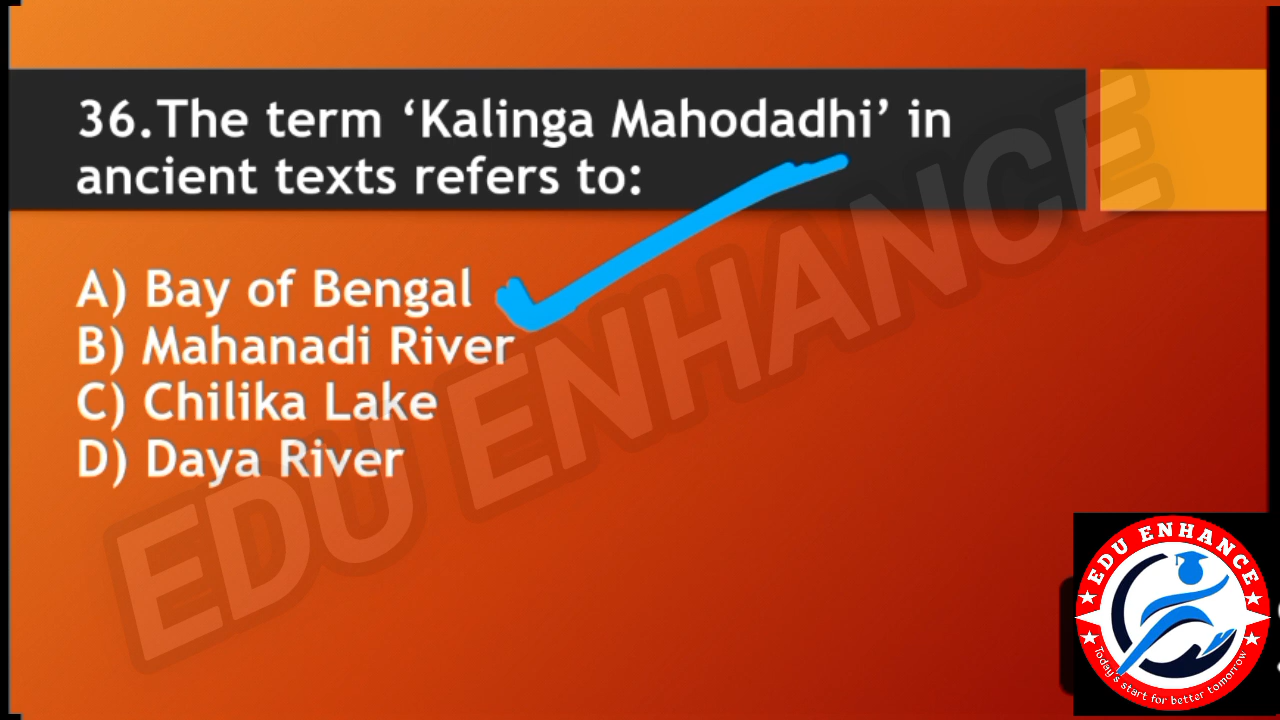 36.The term ‘Kalinga Mahodadhi’ in
ancient texts refers to:
A) Bay of Bengal
B) Mahanadi River
C) Chilika Lake
D) Daya River
EDU ENHANCE
EDU ENHANCE
Today's start for better tomorrow